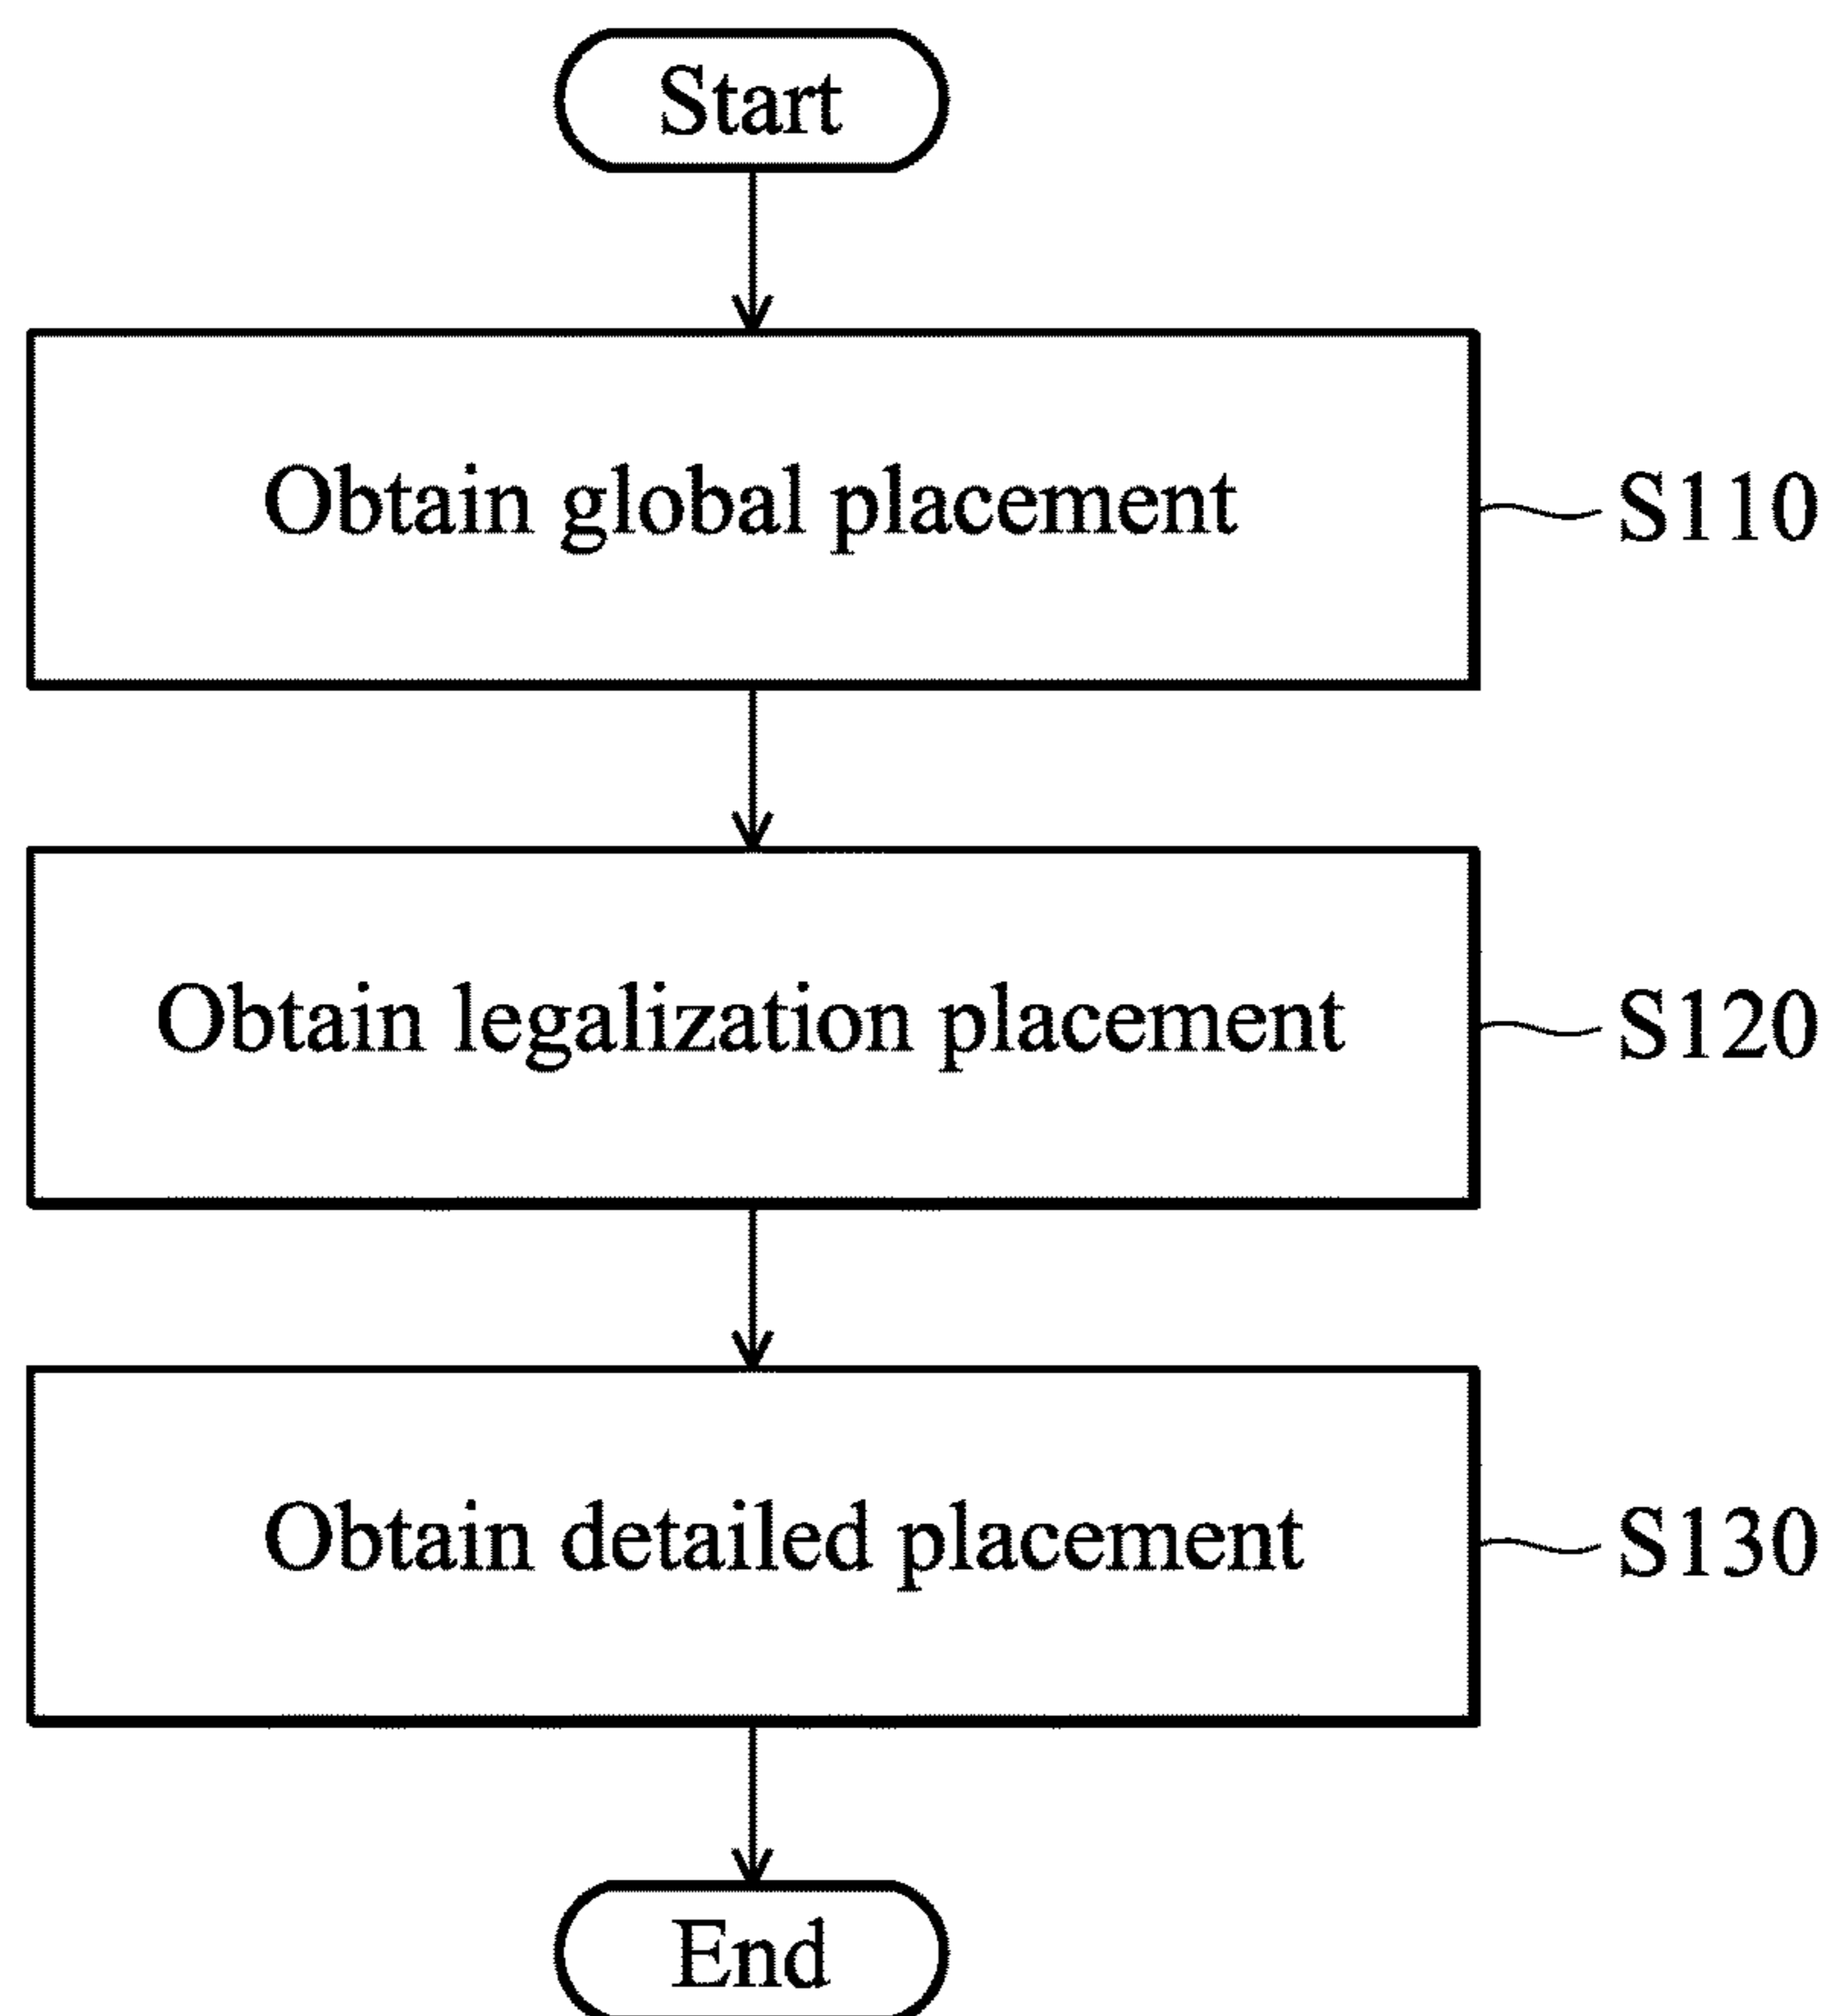 Start
Obtain global placement
S110
Obtain legalization placement
S120
Obtain detailed placement
S130
End